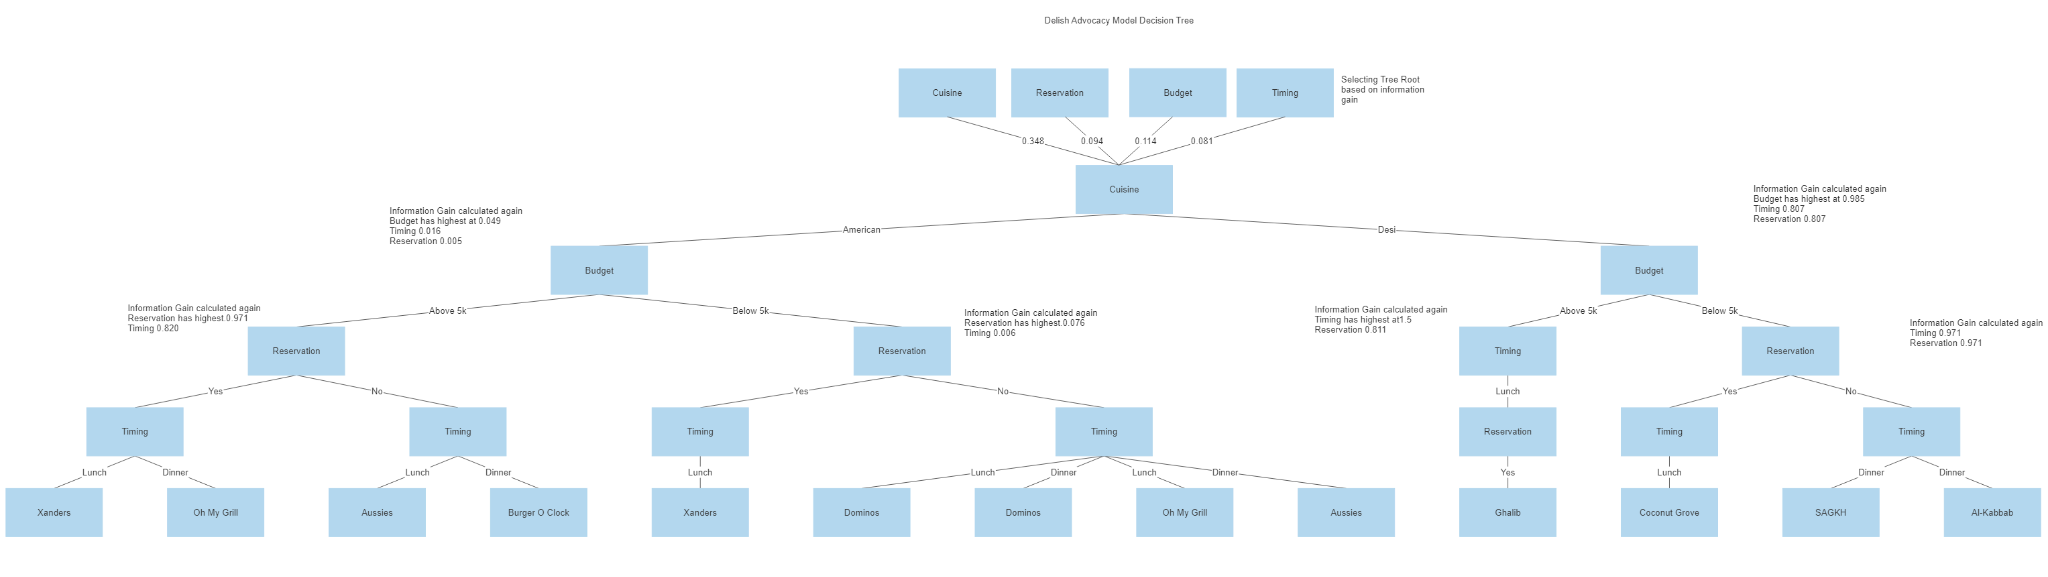 Delish Advocacy Model Decision Tree
Cuisine
Reservation
Budget
Timing
Selecting Tree Root
based on information
gain
0.348
0.094
0.114
0.081
Cuisine
Information Gain calculated again
Budget has highest at 0.049
Timing 0.016
Reservation 0.005
Information Gain calculated again
Budget has highest at 0.985
Timing 0.807
Reservation 0.807
American
Desi
Budget
Budget
Information Gain calculated again
Reservation has highest.0.971
Timing 0.820
Above 5k
Below 5k
Information Gain calculated again
Reservation has highest.0.076
Timing 0.006
Information Gain calculated again
Timing has highest at1.5
Reservation 0.811
Above 5k
Below 5k
Information Gain calculated again
Timing 0.971
Reservation 0.971
Reservation
Reservation
Timing
Reservation
Yes
No
Yes
No
Lunch
Yes
No
Timing
Timing
Timing
Timing
Reservation
Timing
Timing
Lunch
Dinner
Lunch
Dinner
Lunch
Lunch
Dinner
Lunch
Dinner
Yes
Lunch
Dinner
Dinner
Xanders
Oh My Grill
Aussies
Burger O Clock
Xanders
Dominos
Dominos
Oh My Grill
Aussies
Ghalib
Coconut Grove
SAGKH
Al-Kabbab